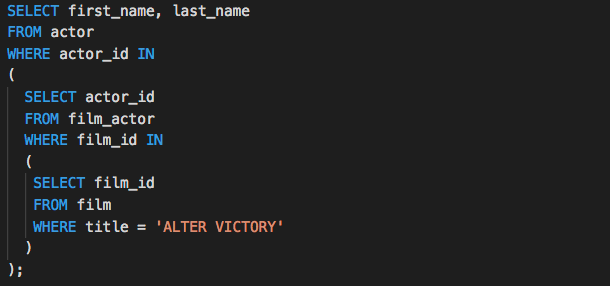 SELECT first_name, last_name
FROM actor
WHERE actor_id IN
(
  SELECT actor_id
  FROM film_actor
  WHERE film_id IN
  (
   SELECT film_id
   FROM film
   WHERE title = 'ALTER VICTORY'
  )
);